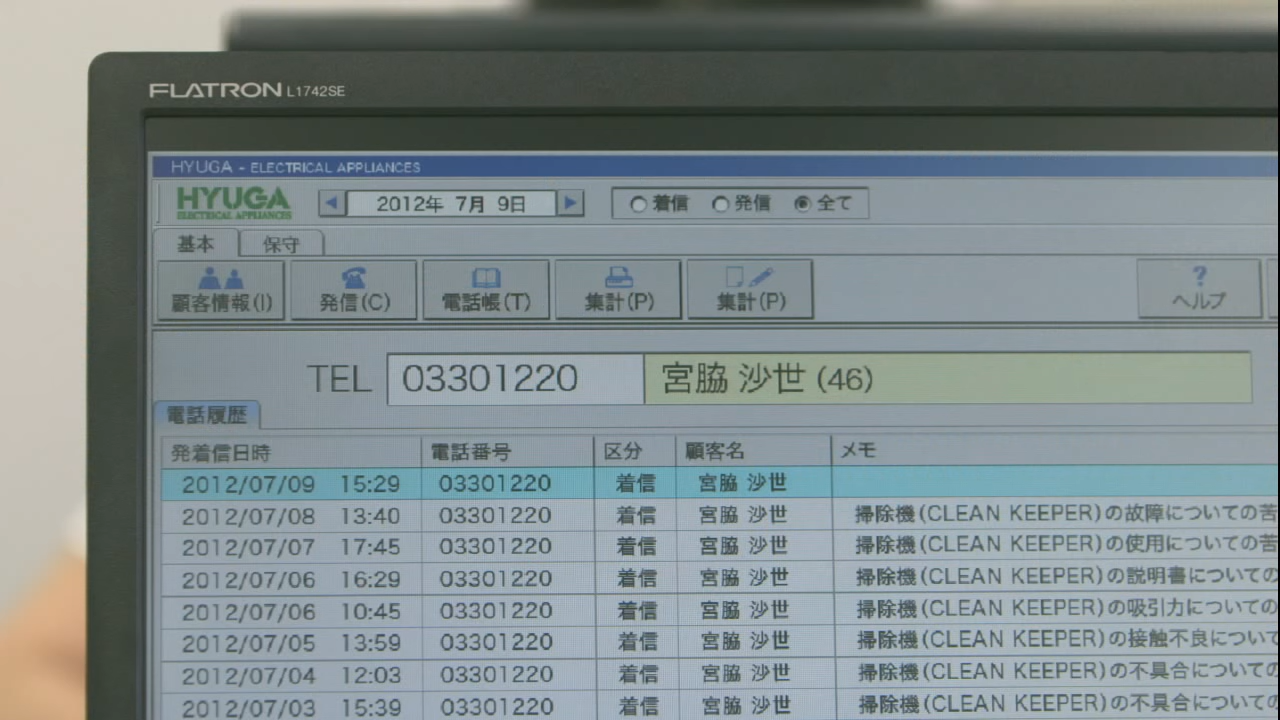 FLATRON L1742SE
HYUGA - ELECTRICAL APPLIANCES
HYUGA
ELECTRICAL APPLIANCES
2012年 7月 9日
着信 発信 全て
基本 保守
顧客情報(I) 発信(C) 電話帳(T) 集計(P) 集計(P) ? ヘルプ
TEL 03301220 宮脇 沙世 (46)
電話履歴
発着信日時 電話番号 区分 顧客名 メモ
2012/07/09 15:29 03301220 着信 宮脇 沙世
2012/07/08 13:40 03301220 着信 宮脇 沙世 掃除機(CLEAN KEEPER)の故障についての苦
2012/07/07 17:45 03301220 着信 宮脇 沙世 掃除機(CLEAN KEEPER)の使用についての苦
2012/07/06 16:29 03301220 着信 宮脇 沙世 掃除機(CLEAN KEEPER)の説明書についての
2012/07/06 10:45 03301220 着信 宮脇 沙世 掃除機(CLEAN KEEPER)の吸引力についての
2012/07/05 13:59 03301220 着信 宮脇 沙世 掃除機(CLEAN KEEPER)の接触不良について
2012/07/04 12:03 03301220 着信 宮脇 沙世 掃除機(CLEAN KEEPER)の不具合についての
2012/07/03 15:39 03301220 着信 宮脇 沙世 掃除機(CLEAN KEEPER)の不具合についての